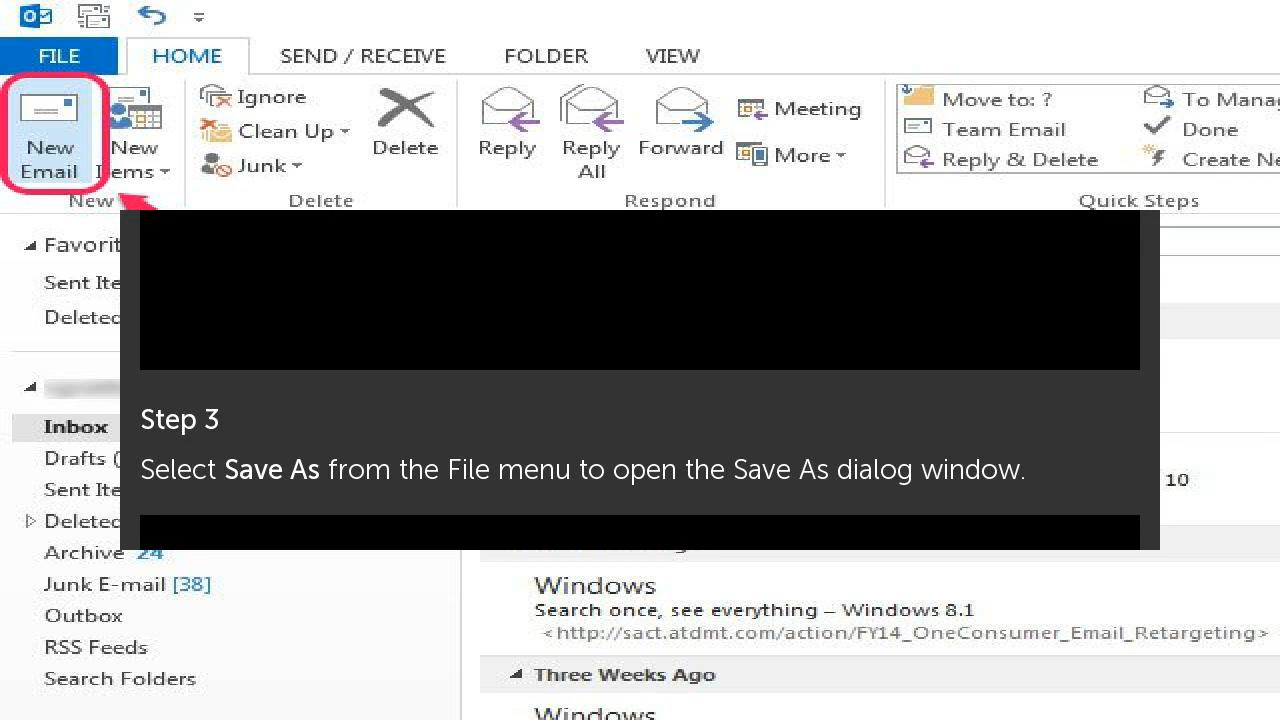 FILE HOME SEND / RECEIVE FOLDER VIEW
New Email
New Items
New
Ignore
Clean Up
Junk
Delete
Delete
Reply
Reply All
Forward
Meeting
More
Respond
Move to: ?
Team Email
Reply & Delete
To Mana
Done
Create Ne
Quick Steps
Favorit
Sent Ite
Deleted
Inbox
Drafts (
Sent Ite
Deleted
Archive 24
Junk E-mail [38]
Outbox
RSS Feeds
Search Folders
Step 3
Select Save As from the File menu to open the Save As dialog window.
10
Windows
Search once, see everything – Windows 8.1
<http://sact.atdmt.com/action/FY14_OneConsumer_Email_Retargeting>
Three Weeks Ago
Windows